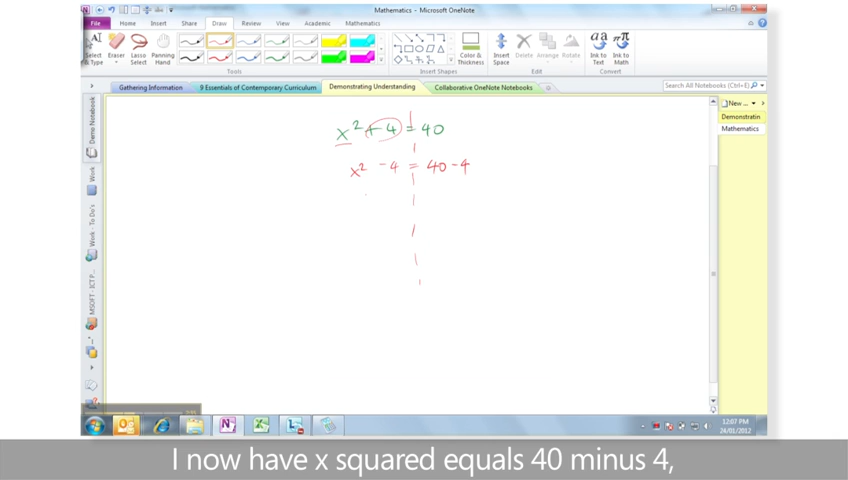 Mathematics - Microsoft OneNote
File Home Insert Share Draw Review View Academic Mathematics
Select & Type
Eraser
Lasso Select
Panning Hand
Color & Thickness
Insert Space
Delete
Arrange
Rotate
Ink to Text
Ink to Math
Tools
Insert Shapes
Edit
Convert
Gathering Information 9 Essentials of Contemporary Curriculum Demonstrating Understanding Collaborative OneNote Notebooks
Search All Notebooks (Ctrl+E)
New ...
Demonstratin
Mathematics
Demo Notebook
Work
Work - To Do's
MSOFT - ICT P
x² + 4 = 40
x² - 4 = 40 - 4
12:07 PM
24/01/2012
I now have x squared equals 40 minus 4,